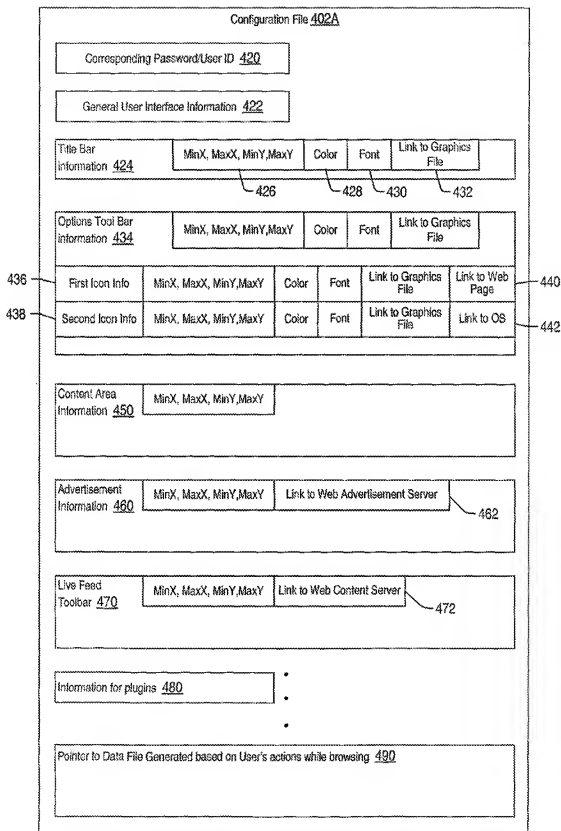 Configuration File 402A
Corresponding Password/User ID 420
General User Interface Information 422
Title Bar
Information 424
MinX, MaxX, MinY,MaxY
Color
Font
Link to Graphics
File
426
428
430
432
Options Tool Bar
Information 434
MinX, MaxX, MinY,MaxY
Color
Font
Link to Graphics
File
436
First Icon Info
MinX, MaxX, MinY,MaxY
Color
Font
Link to Graphics
File
Link to Web
Page
440
438
Second Icon Info
MinX, MaxX, MinY,MaxY
Color
Font
Link to Graphics
File
Link to OS
442
Content Area
Information 450
MinX, MaxX, MinY,MaxY
Advertisement
Information 460
MinX, MaxX, MinY,MaxY
Link to Web Advertisement Server
462
Live Feed
Toolbar 470
MinX, MaxX, MinY,MaxY
Link to Web Content Server
472
Information for plugins 480
Pointer to Data File Generated based on User's actions while browsing 490